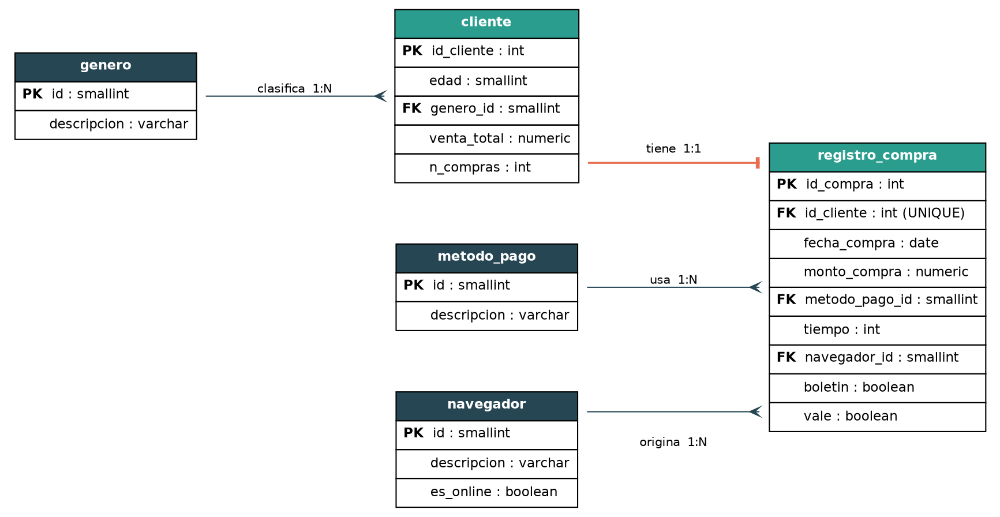 genero
PK id : smallint
descripcion : varchar
clasifica 1:N
cliente
PK id_cliente : int
edad : smallint
FK genero_id : smallint
venta_total : numeric
n_compras : int
tiene 1:1
metodo_pago
PK id : smallint
descripcion : varchar
usa 1:N
navegador
PK id : smallint
descripcion : varchar
es_online : boolean
origina 1:N
registro_compra
PK id_compra : int
FK id_cliente : int (UNIQUE)
fecha_compra : date
monto_compra : numeric
FK metodo_pago_id : smallint
tiempo : int
FK navegador_id : smallint
boletin : boolean
vale : boolean